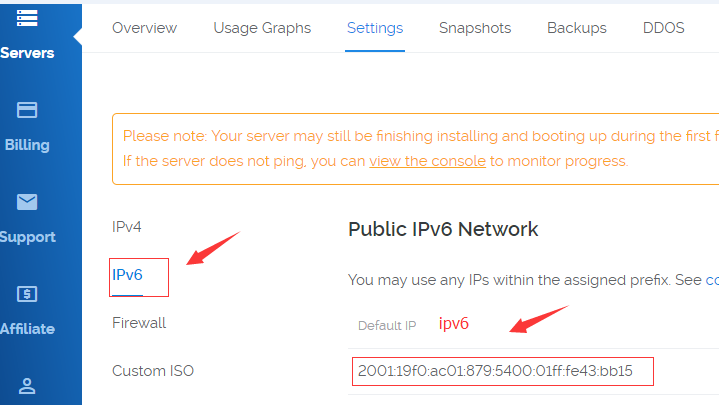 Overview Usage Graphs Settings Snapshots Backups DDOS
Servers
Billing
Support
Affiliate
Please note: Your server may still be finishing installing and booting up during the first
If the server does not ping, you can view the console to monitor progress.
IPv4
IPv6
Firewall
Custom ISO
Public IPv6 Network
You may use any IPs within the assigned prefix. See
Default IP ipv6
2001:19f0:ac01:879:5400:01ff:fe43:bb15